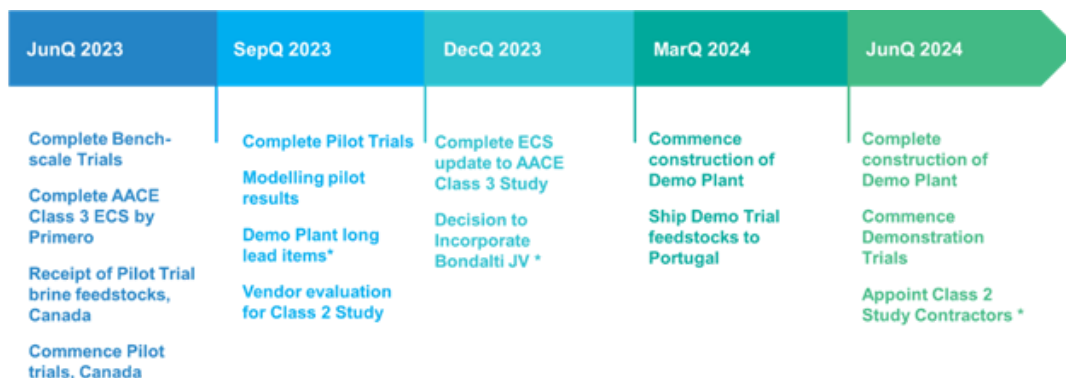 JunQ 2023
SepQ 2023
DecQ 2023
MarQ 2024
JunQ 2024
Complete Bench-
scale Trials
Complete AACE
Class 3 ECS by
Primero
Receipt of Pilot Trial
brine feedstocks,
Canada
Commence Pilot
trials, Canada
Complete Pilot Trials
Modelling pilot
results
Demo Plant long
lead items*
Vendor evaluation
for Class 2 Study
Complete ECS
update to AACE
Class 3 Study
Decision to
Incorporate
Bondalti JV *
Commence
construction of
Demo Plant
Ship Demo Trial
feedstocks to
Portugal
Complete
construction of
Demo Plant
Commence
Demonstration
Trials
Appoint Class 2
Study Contractors *